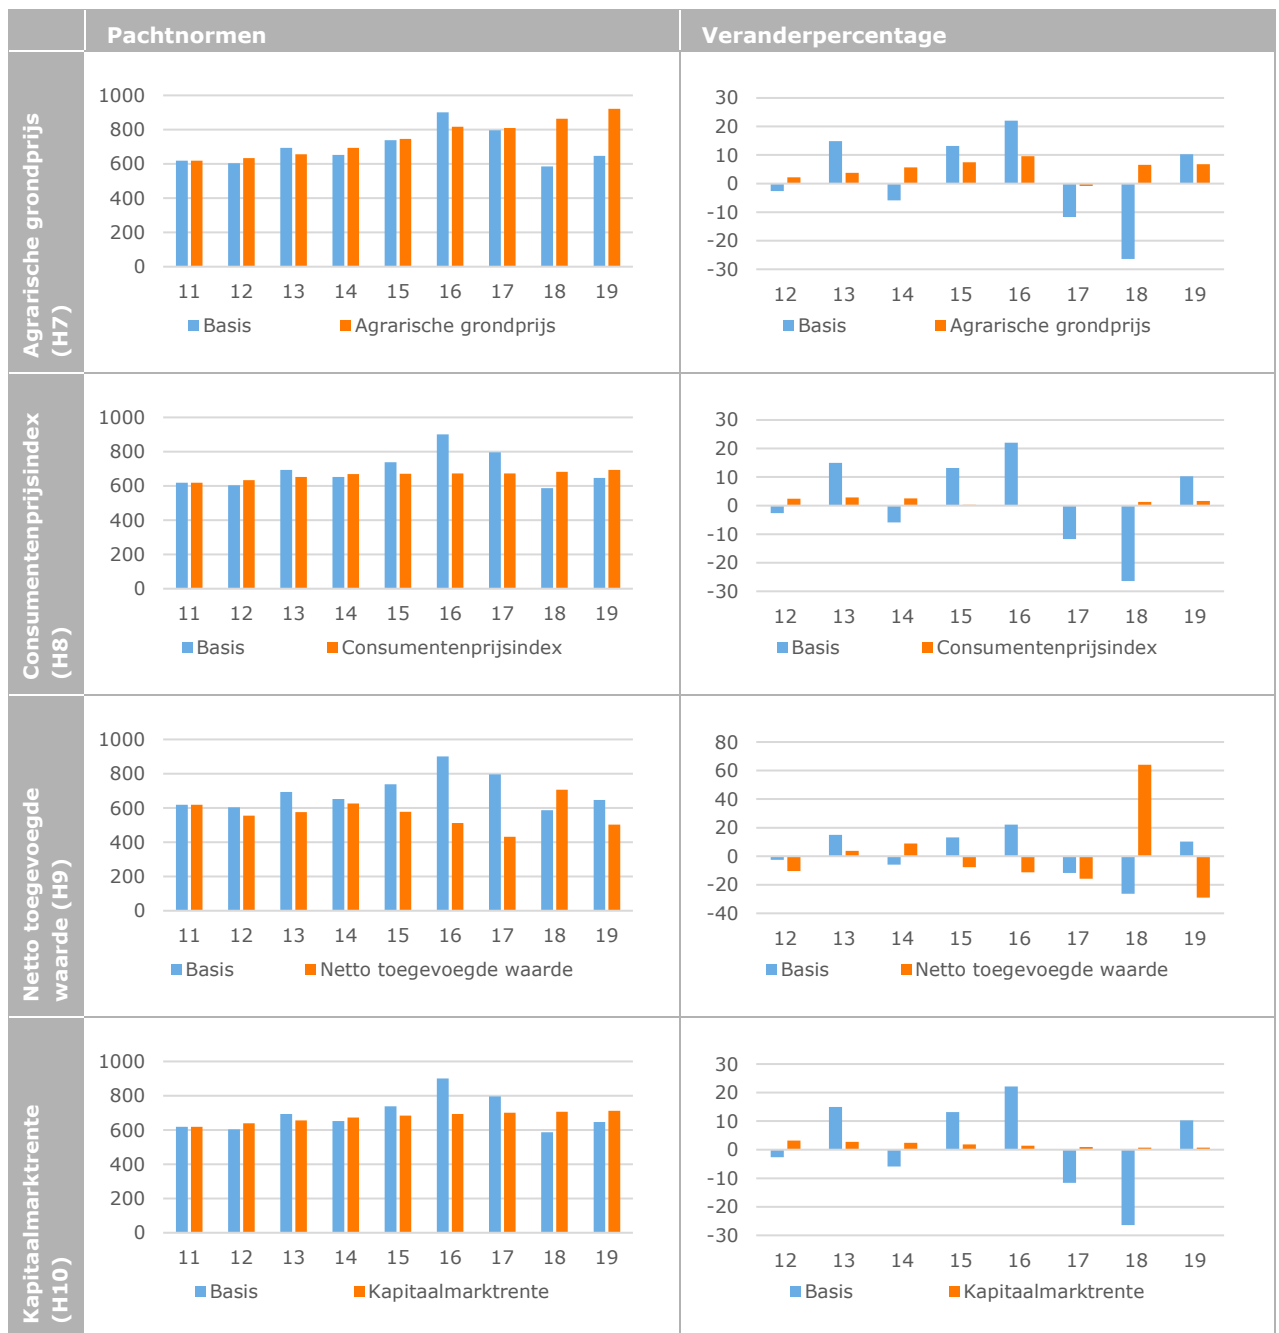 Pachtnormen
Veranderpercentage
Agrarische grondprijs
(H7)
1000
800
600
400
200
0
11 12 13 14 15 16 17 18 19
Basis Agrarische grondprijs
30
20
10
0
-10
-20
-30
12 13 14 15 16 17 18 19
Basis Agrarische grondprijs
Consumentenprijsindex
(H8)
1000
800
600
400
200
0
11 12 13 14 15 16 17 18 19
Basis Consumentenprijsindex
30
20
10
0
-10
-20
-30
12 13 14 15 16 17 18 19
Basis Consumentenprijsindex
Netto toegevoegde
waarde (H9)
1000
800
600
400
200
0
11 12 13 14 15 16 17 18 19
Basis Netto toegevoegde waarde
80
60
40
20
0
-20
-40
12 13 14 15 16 17 18 19
Basis Netto toegevoegde waarde
Kapitaalmarktrente
(H10)
1000
800
600
400
200
0
11 12 13 14 15 16 17 18 19
Basis Kapitaalmarktrente
30
20
10
0
-10
-20
-30
12 13 14 15 16 17 18 19
Basis Kapitaalmarktrente